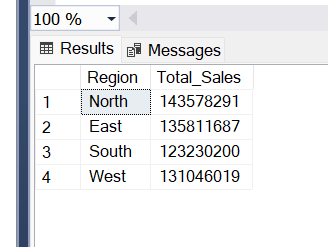 100 %
Results Messages
Region Total_Sales
1 North 143578291
2 East 135811687
3 South 123230200
4 West 131046019